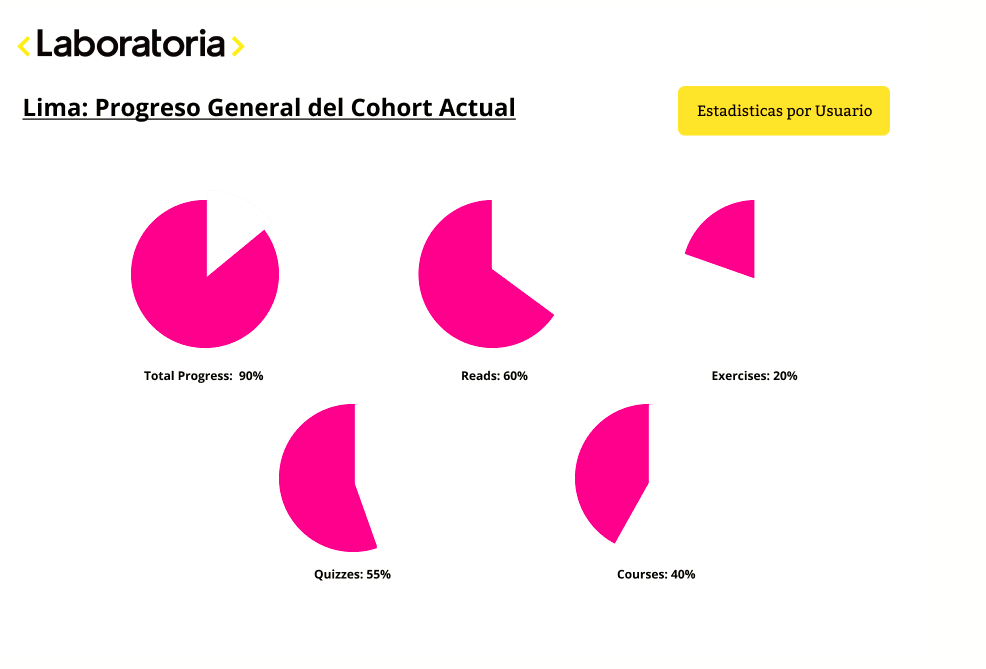 <Laboratoria>
Lima: Progreso General del Cohort Actual
Estadisticas por Usuario
Total Progress: 90%
Reads: 60%
Exercises: 20%
Quizzes: 55%
Courses: 40%